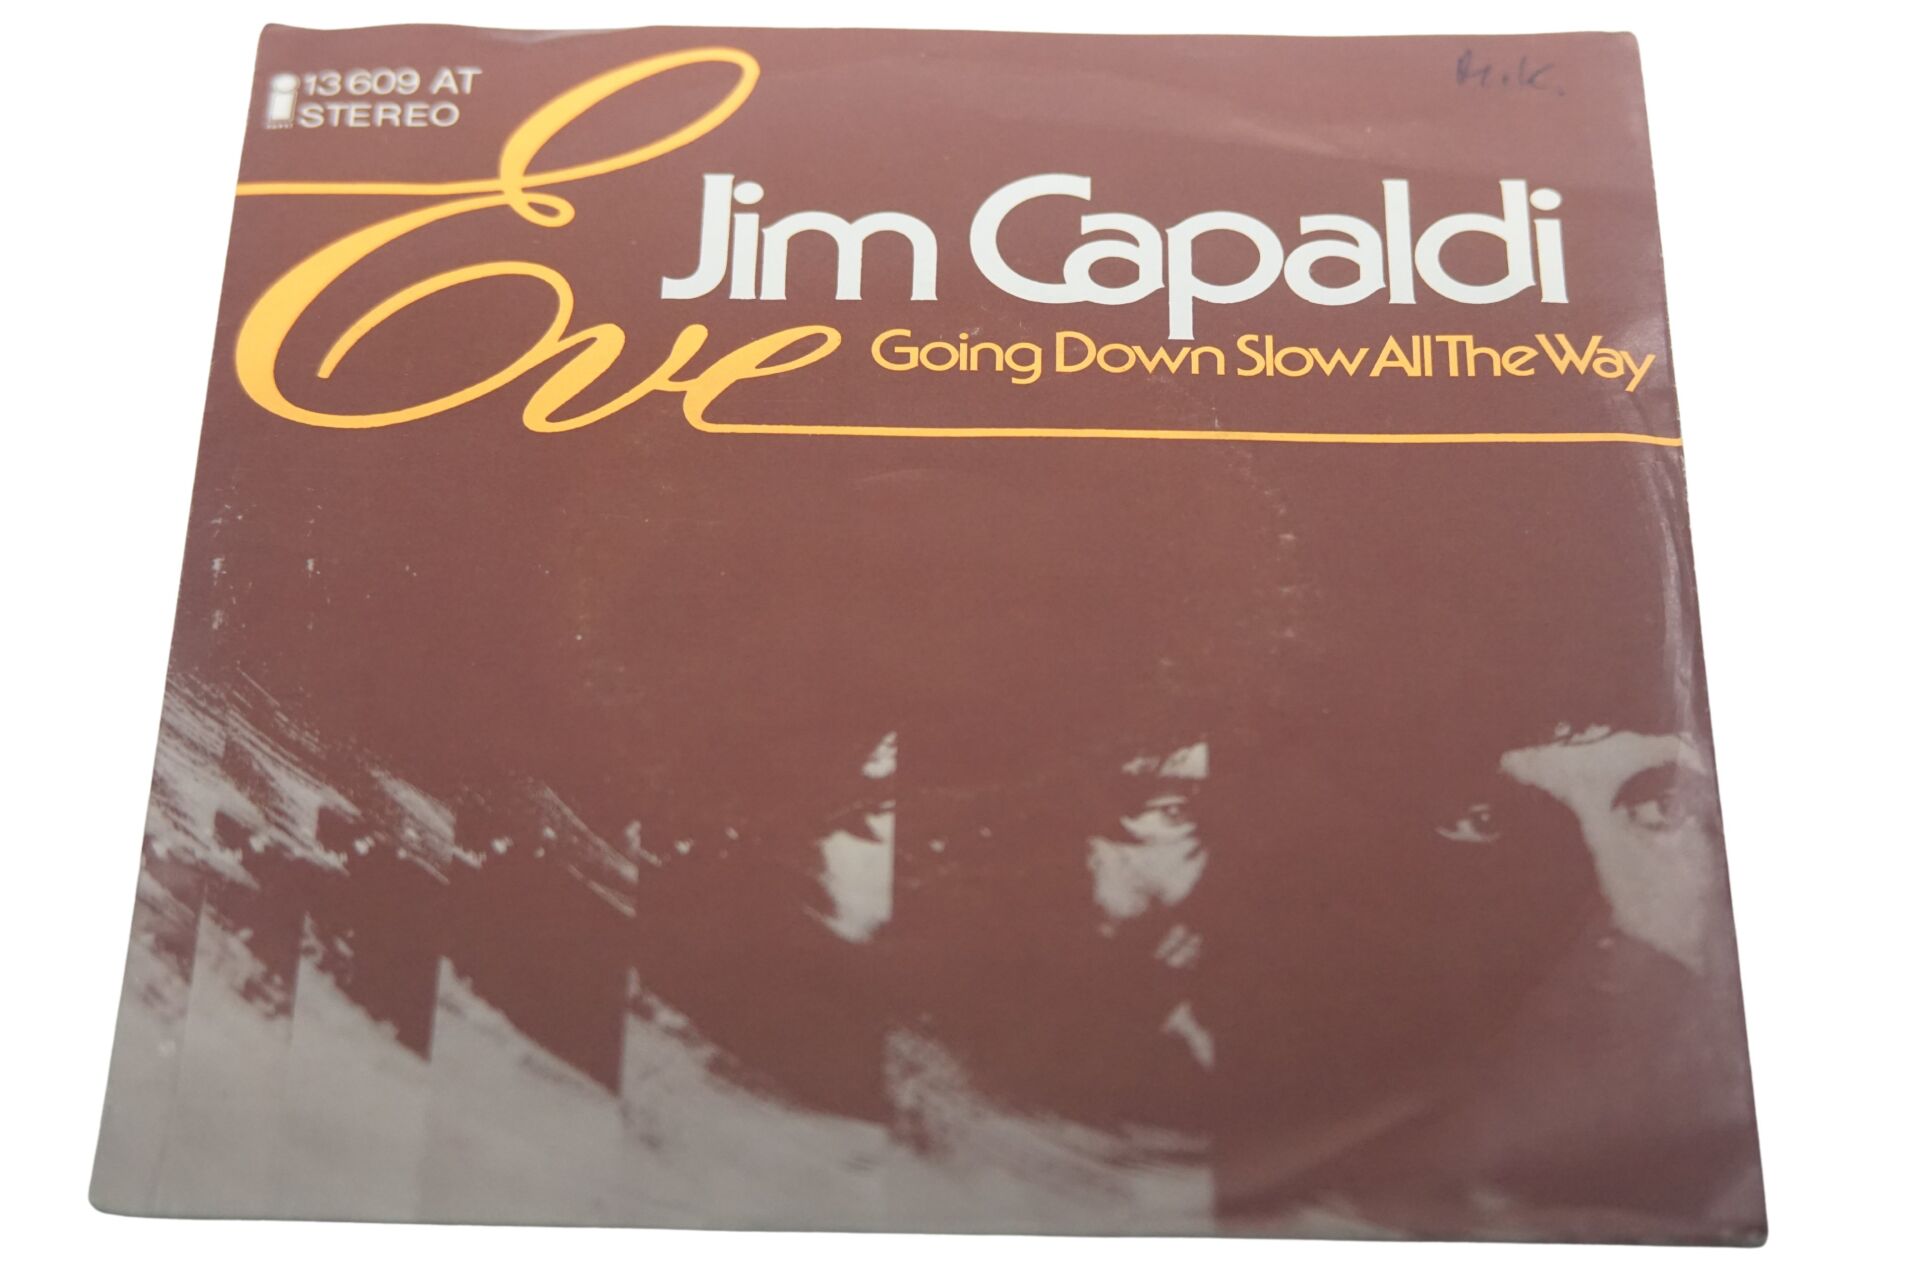 i 13 609 AT
STEREO
Jim Capaldi
Eve
Going Down Slow All The Way